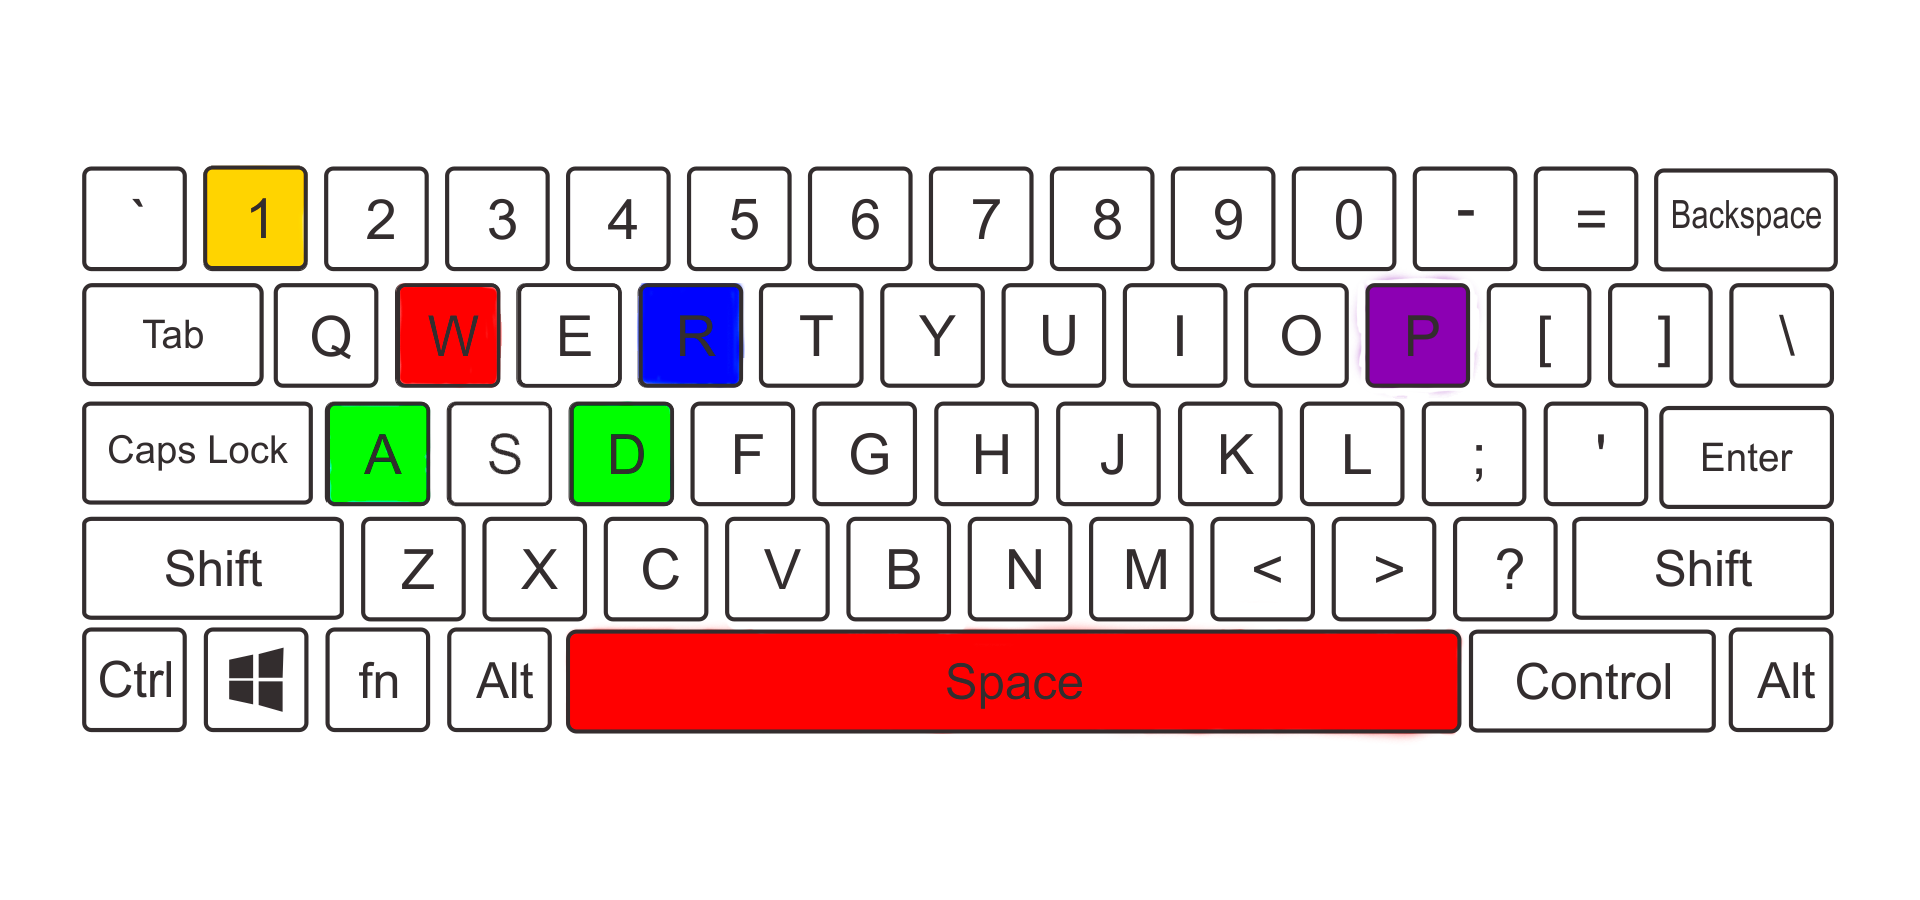 ` 1 2 3 4 5 6 7 8 9 0 - = Backspace
Tab Q W E R T Y U I O P [ ] \
Caps Lock A S D F G H J K L ; ' Enter
Shift Z X C V B N M < > ? Shift
Ctrl fn Alt Space Control Alt